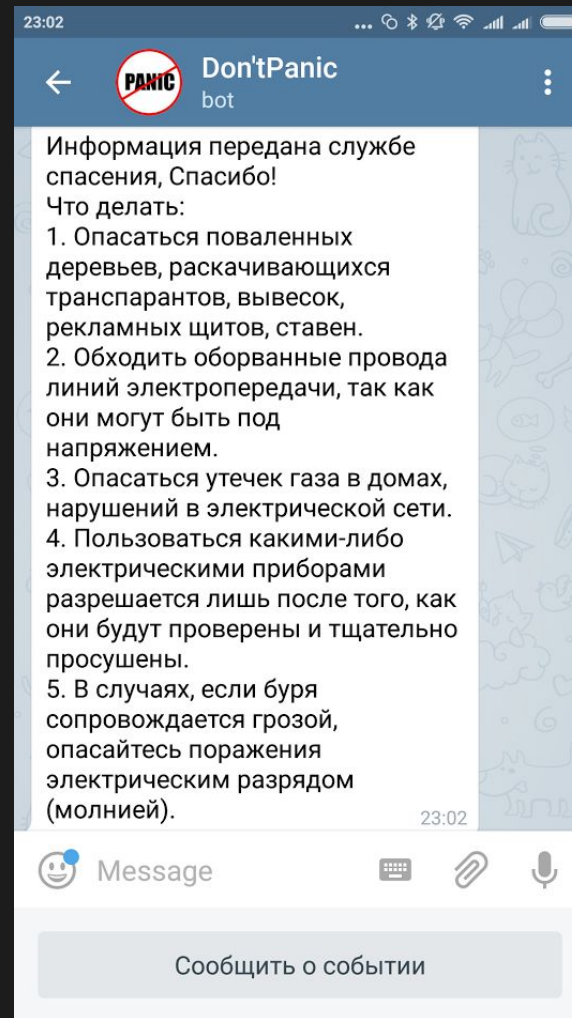 23:02
PANIC
Don'tPanic
bot
Информация передана службе
спасения, Спасибо!
Что делать:
1. Опасаться поваленных
деревьев, раскачивающихся
транспарантов, вывесок,
рекламных щитов, ставен.
2. Обходить оборванные провода
линий электропередачи, так как
они могут быть под
напряжением.
3. Опасаться утечек газа в домах,
нарушений в электрической сети.
4. Пользоваться какими-либо
электрическими приборами
разрешается лишь после того, как
они будут проверены и тщательно
просушены.
5. В случаях, если буря
сопровождается грозой,
опасайтесь поражения
электрическим разрядом
(молнией).
23:02
Message
Сообщить о событии